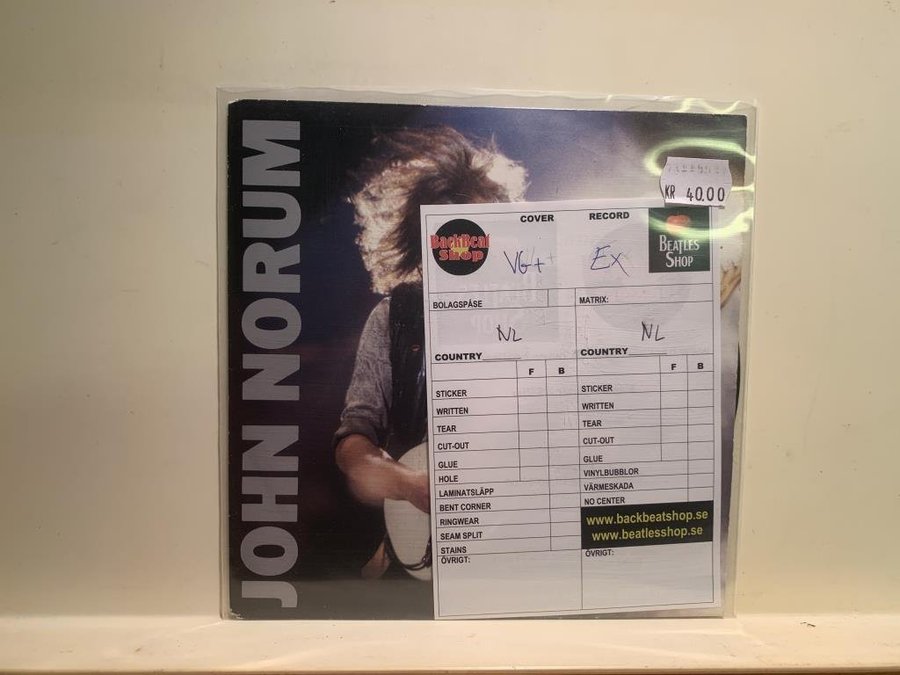 JOHN NORUM
KR 40.00
COVER RECORD
BackBeat
Shop
VG+
Ex
BEATLES
SHOP
BOLAGSPÅSE MATRIX:
NL NL
COUNTRY COUNTRY
F B F B
STICKER STICKER
WRITTEN WRITTEN
TEAR TEAR
CUT-OUT CUT-OUT
GLUE GLUE
HOLE VINYLBUBBLOR
LAMINATSLÄPP VÄRMESKADA
BENT CORNER NO CENTER
RINGWEAR
SEAM SPLIT
STAINS
www.backbeatshop.se
www.beatlesshop.se
ÖVRIGT: ÖVRIGT: